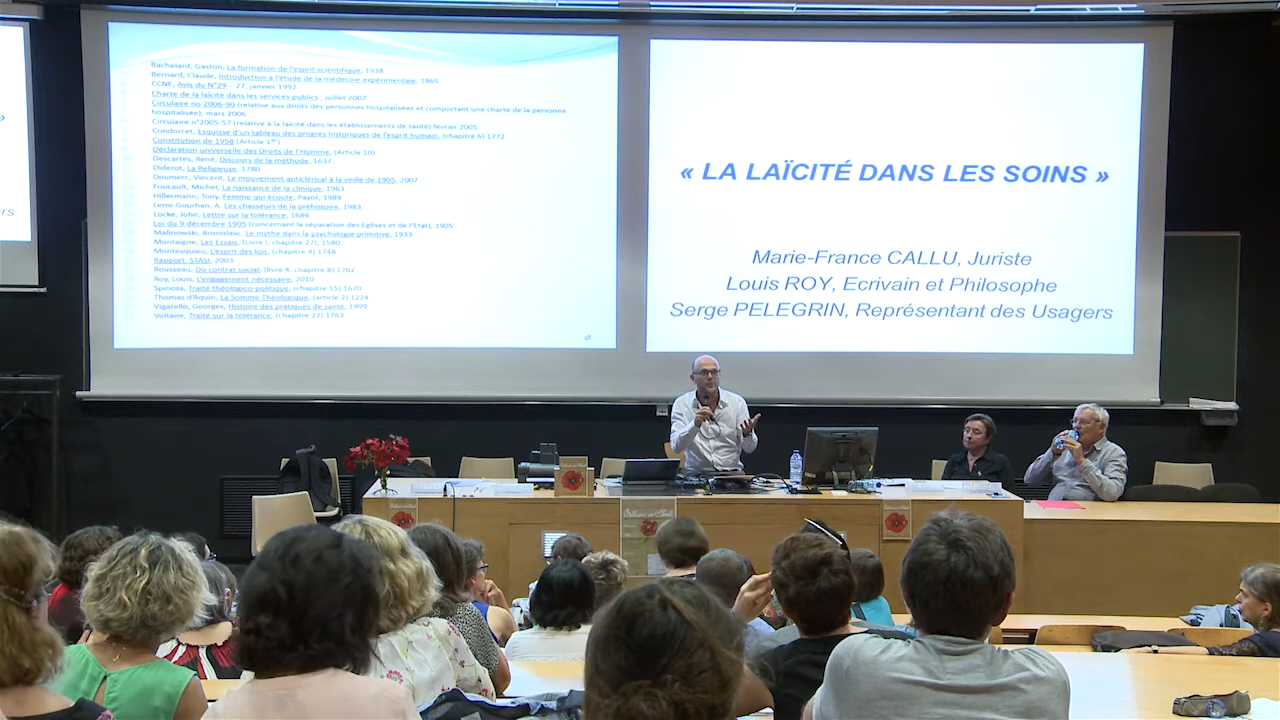 »
ers
Bachelard, Gaston, La formation de l'esprit scientifique, 1938
Bernard, Claude, Introduction à l'étude de la médecine expérimentale, 1865
CCNE, Avis du N°29 - 27, janvier 1992
Charte de la laïcité dans les services publics, juillet 2007
Circulaire no 2006-90 (relative aux droits des personnes hospitalisées et comportant une charte de la personne
hospitalisée), mars 2006
Circulaire n°2005-57 (relative à la laïcité dans les établissements de santé) février 2005
Condorcet, Esquisse d'un tableau des progrès historiques de l'esprit humain, (chapitre 6) 1772
Constitution de 1958 (Article 1er)
Déclaration universelle des Droits de l'Homme, (Article 10)
Descartes, René, Discours de la méthode, 1637
Diderot, La Religieuse, 1780
Doumerc, Vincent, Le mouvement anticlérical à la veille de 1905, 2007
Foucault, Michel, La naissance de la clinique, 1963
Hillermann, Tony, Femme qui écoute, Payot, 1989
Leroi-Gourhan, A. Les chasseurs de la préhistoire, 1983
Locke, John, Lettre sur la tolérance, 1689
Loi du 9 décembre 1905 (concernant la séparation des Eglises et de l'Etat), 1905
Malinowski, Bronislaw, Le mythe dans la psychologie primitive, 1933
Montaigne, Les Essais, (Livre I, chapitre 27), 1580
Montesquieu, L'esprit des lois, (chapitre 4) 1748
Rapport STASI, 2003
Rousseau, Du contrat social, (livre 4, chapitre 8) 1762
Roy, Louis, L'engagement nécessaire, 2010
Spinoza, Traité théologico-politique, (chapitre 15) 1670
Thomas d'Aquin, La Somme Théologique, (article 2) 1224
Vigarello, Georges, Histoire des pratiques de santé, 1999
Voltaire, Traité sur la tolérance, (chapitre 22) 1763
18
« LA LAÏCITÉ DANS LES SOINS »
Marie-France CALLU, Juriste
Louis ROY, Ecrivain et Philosophe
Serge PELEGRIN, Représentant des Usagers